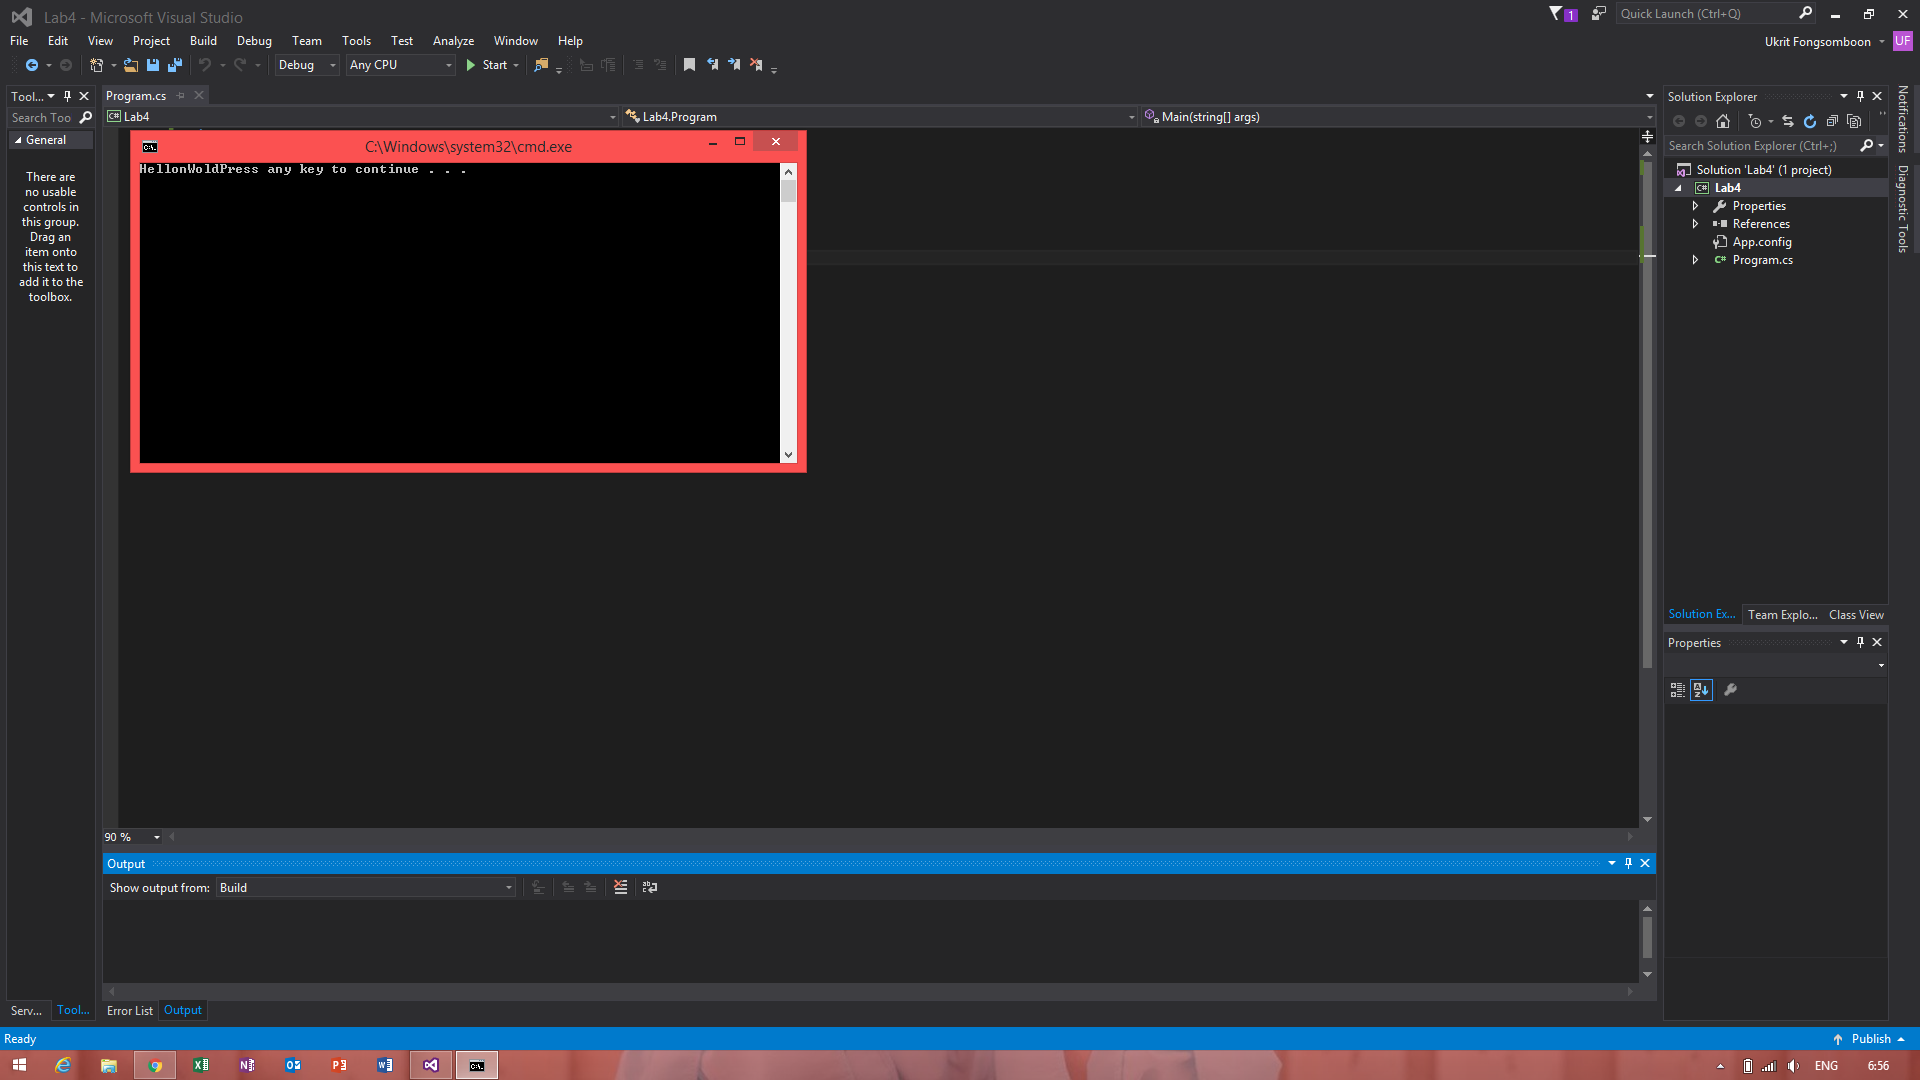 Lab4 - Microsoft Visual Studio
1
Quick Launch (Ctrl+Q)
File Edit View Project Build Debug Team Tools Test Analyze Window Help
Ukrit Fongsomboon UF
Debug Any CPU Start
Tool...
Search Too
General
There are
no usable
controls in
this group.
Drag an
item onto
this text to
add it to the
toolbox.
Program.cs
Lab4 Lab4.Program Main(string[] args)
C:\Windows\system32\cmd.exe
HellonWoldPress any key to continue . . .
90 %
Output
Show output from: Build
Serv... Tool... Error List Output
Solution Explorer
Search Solution Explorer (Ctrl+;)
Solution 'Lab4' (1 project)
Lab4
Properties
References
App.config
Program.cs
Solution Ex... Team Explo... Class View
Properties
Notifications
Diagnostic Tools
Ready
Publish
ENG 6:56